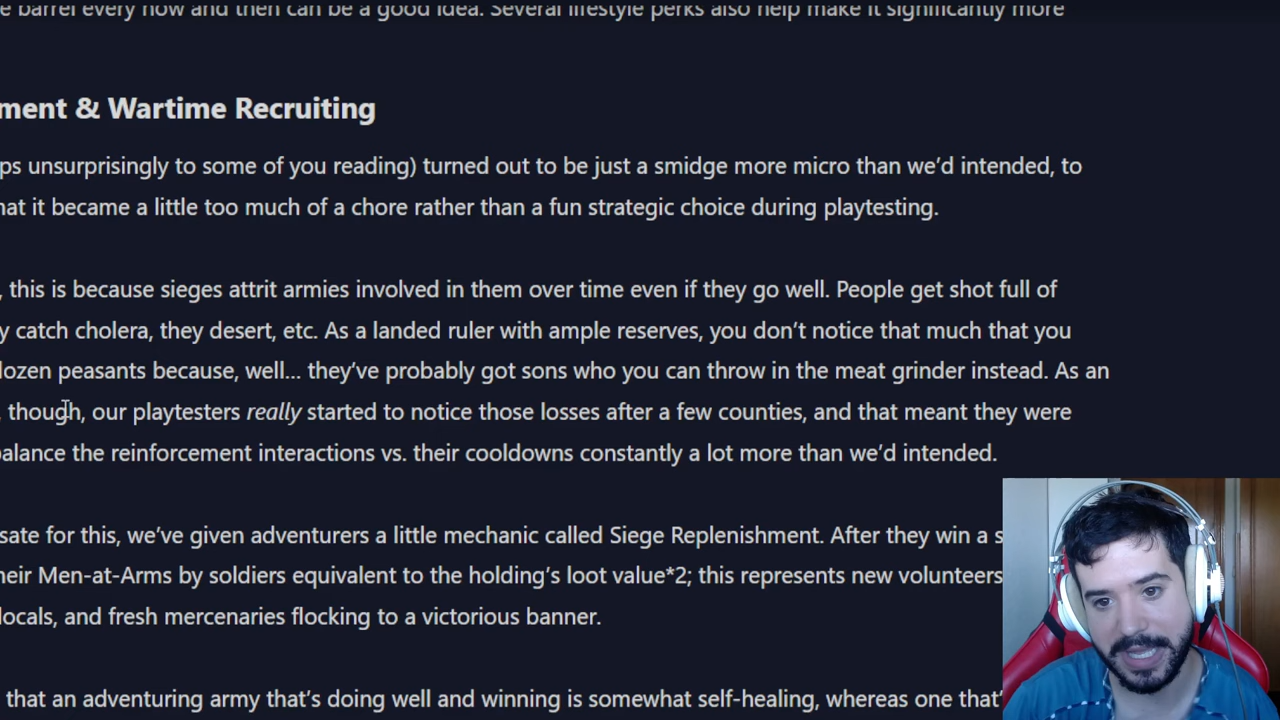 e barrel every now and then can be a good idea. Several lifestyle perks also help make it significantly more
ment & Wartime Recruiting
ps unsurprisingly to some of you reading) turned out to be just a smidge more micro than we’d intended, to
hat it became a little too much of a chore rather than a fun strategic choice during playtesting.
, this is because sieges attrit armies involved in them over time even if they go well. People get shot full of
y catch cholera, they desert, etc. As a landed ruler with ample reserves, you don’t notice that much that you
dozen peasants because, well... they’ve probably got sons who you can throw in the meat grinder instead. As an
, though, our playtesters really started to notice those losses after a few counties, and that meant they were
balance the reinforcement interactions vs. their cooldowns constantly a lot more than we’d intended.
sate for this, we’ve given adventurers a little mechanic called Siege Replenishment. After they win a s
heir Men-at-Arms by soldiers equivalent to the holding’s loot value*2; this represents new volunteers
locals, and fresh mercenaries flocking to a victorious banner.
that an adventuring army that’s doing well and winning is somewhat self-healing, whereas one that’